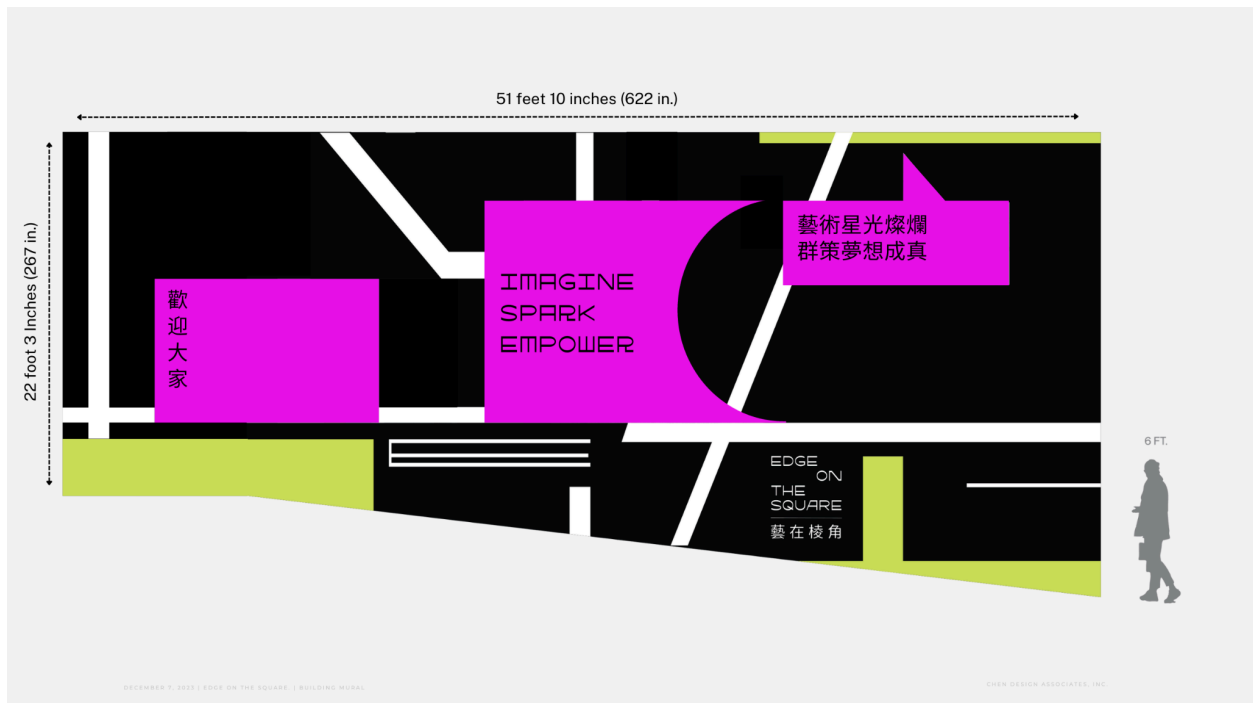 51 feet 10 inches (622 in.)
22 foot 3 Inches (267 in.)
歡迎大家
IMAGINE
SPARK
EMPOWER
藝術星光燦爛
群策夢想成真
6 FT.
EDGE
ON
THE
SQUARE
藝在棱角
DECEMBER 7, 2023 | EDGE ON THE SQUARE. | BUILDING MURAL
CHEN DESIGN ASSOCIATES, INC.